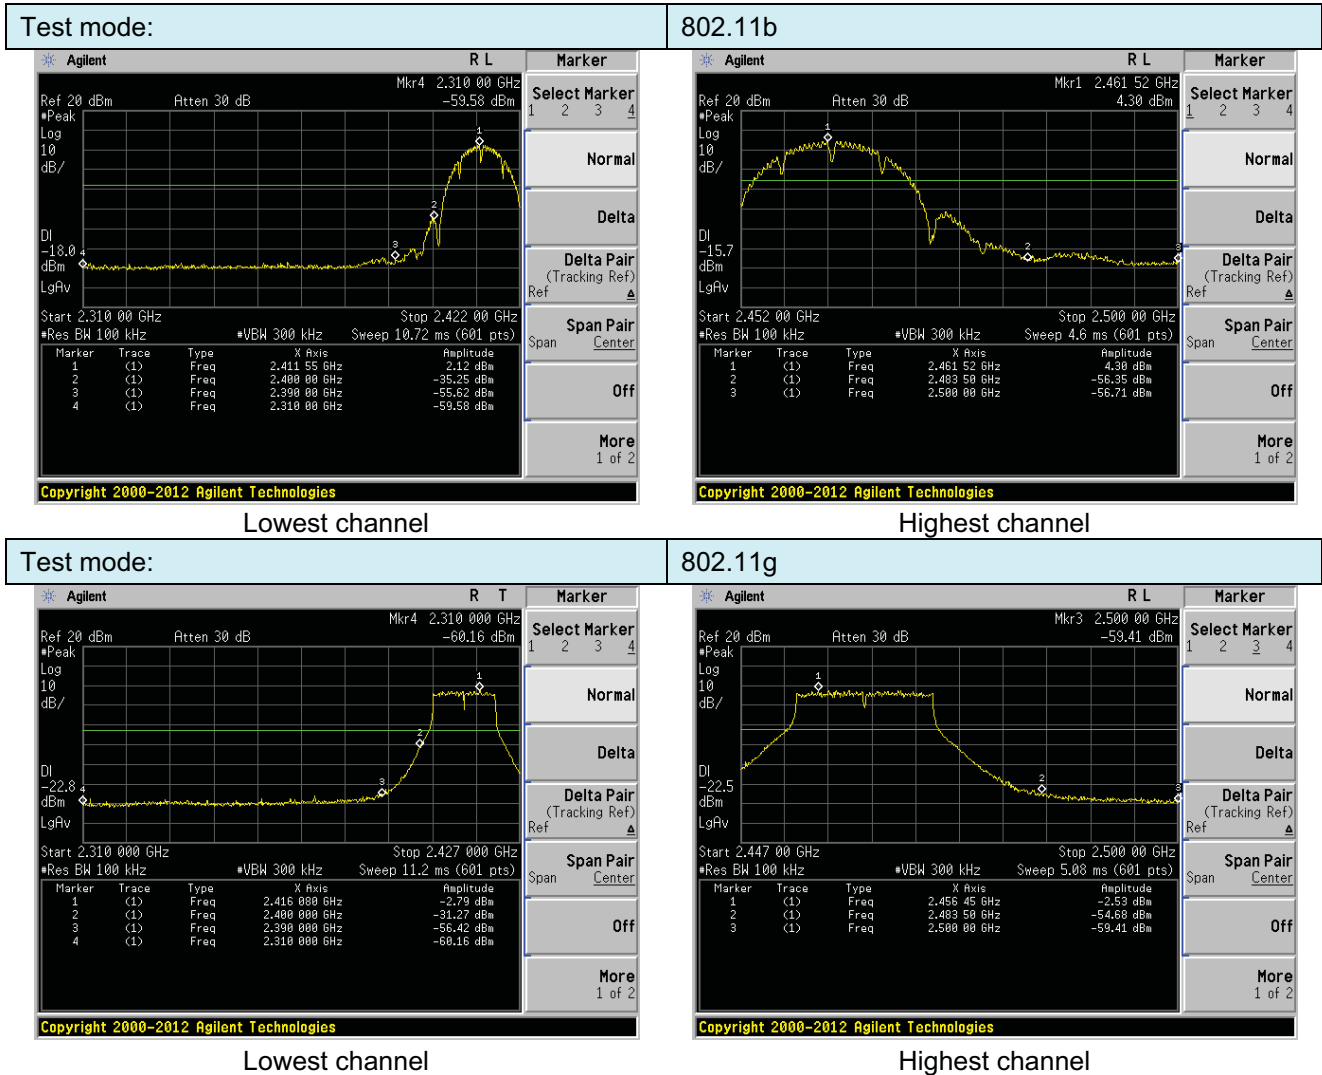 Test mode: 802.11b
Agilent R L Marker
Mkr4 2.310 00 GHz
Ref 20 dBm Atten 30 dB -59.58 dBm
#Peak
Log
10
dB/
DI
-18.0
dBm
LgAv
1
2
3
4
Start 2.310 00 GHz Stop 2.422 00 GHz
#Res BW 100 kHz #VBW 300 kHz Sweep 10.72 ms (601 pts)
Marker Trace Type X Axis Amplitude
1 (1) Freq 2.411 55 GHz 2.12 dBm
2 (1) Freq 2.400 00 GHz -35.25 dBm
3 (1) Freq 2.390 00 GHz -55.62 dBm
4 (1) Freq 2.310 00 GHz -59.58 dBm
Select Marker
1 2 3 4
Normal
Delta
Delta Pair
(Tracking Ref)
Ref Δ
Span Pair
Span Center
Off
More
1 of 2
Copyright 2000-2012 Agilent Technologies
Lowest channel
Agilent R L Marker
Mkr1 2.461 52 GHz
Ref 20 dBm Atten 30 dB 4.30 dBm
#Peak
Log
10
dB/
DI
-15.7
dBm
LgAv
1
2
3
Start 2.452 00 GHz Stop 2.500 00 GHz
#Res BW 100 kHz #VBW 300 kHz Sweep 4.6 ms (601 pts)
Marker Trace Type X Axis Amplitude
1 (1) Freq 2.461 52 GHz 4.30 dBm
2 (1) Freq 2.483 50 GHz -56.35 dBm
3 (1) Freq 2.500 00 GHz -56.71 dBm
Select Marker
1 2 3 4
Normal
Delta
Delta Pair
(Tracking Ref)
Ref Δ
Span Pair
Span Center
Off
More
1 of 2
Copyright 2000-2012 Agilent Technologies
Highest channel
Test mode: 802.11g
Agilent R T Marker
Mkr4 2.310 000 GHz
Ref 20 dBm Atten 30 dB -60.16 dBm
#Peak
Log
10
dB/
DI
-22.8
dBm
LgAv
1
2
3
4
Start 2.310 000 GHz Stop 2.427 000 GHz
#Res BW 100 kHz #VBW 300 kHz Sweep 11.2 ms (601 pts)
Marker Trace Type X Axis Amplitude
1 (1) Freq 2.416 080 GHz -2.79 dBm
2 (1) Freq 2.400 000 GHz -31.27 dBm
3 (1) Freq 2.390 000 GHz -56.42 dBm
4 (1) Freq 2.310 000 GHz -60.16 dBm
Select Marker
1 2 3 4
Normal
Delta
Delta Pair
(Tracking Ref)
Ref Δ
Span Pair
Span Center
Off
More
1 of 2
Copyright 2000-2012 Agilent Technologies
Lowest channel
Agilent R L Marker
Mkr3 2.500 00 GHz
Ref 20 dBm Atten 30 dB -59.41 dBm
#Peak
Log
10
dB/
DI
-22.5
dBm
LgAv
1
2
3
Start 2.447 00 GHz Stop 2.500 00 GHz
#Res BW 100 kHz #VBW 300 kHz Sweep 5.08 ms (601 pts)
Marker Trace Type X Axis Amplitude
1 (1) Freq 2.456 45 GHz -2.53 dBm
2 (1) Freq 2.483 50 GHz -54.68 dBm
3 (1) Freq 2.500 00 GHz -59.41 dBm
Select Marker
1 2 3 4
Normal
Delta
Delta Pair
(Tracking Ref)
Ref Δ
Span Pair
Span Center
Off
More
1 of 2
Copyright 2000-2012 Agilent Technologies
Highest channel